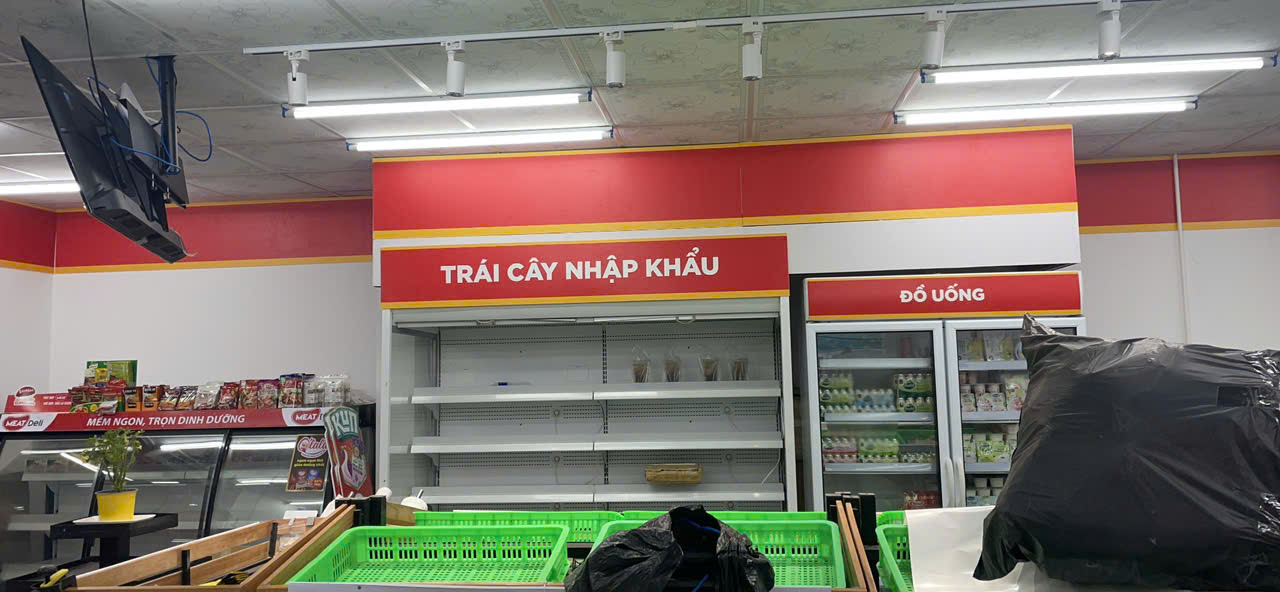 TRÁI CÂY NHẬP KHẨU
ĐỒ UỐNG
MEAT Deli
MỀM NGON, TRỌN DINH DƯỠNG
MEAT